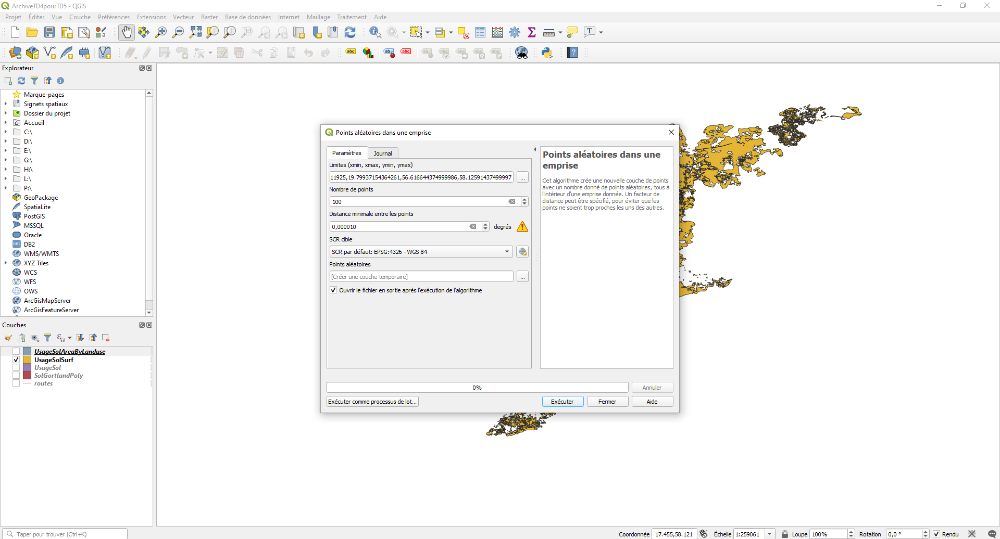 ArchiveTD4pourTD5 - QGIS
Projet Éditer Vue Couche Préférences Extensions Vecteur Raster Base de données Internet Maillage Traitement Aide
Explorateur
Marque-pages
Signets spatiaux
Dossier du projet
Accueil
C:\
D:\
E:\
G:\
H:\
L:\
P:\
GeoPackage
SpatiaLite
PostGIS
MSSQL
Oracle
DB2
WMS/WMTS
XYZ Tiles
WCS
WFS
OWS
ArcGisMapServer
ArcGisFeatureServer
Couches
UsageSolAreaByLanduse
UsageSolSurf
UsageSol
SolGortlandPoly
routes
Points aléatoires dans une emprise
Paramètres Journal
Limites (xmin, xmax, ymin, ymax)
11925,19.79937154364261,56.616644374999986,58.12591437499997 ...
Nombre de points
100
Distance minimale entre les points
0,000010 degrés
SCR cible
SCR par défaut: EPSG:4326 - WGS 84
Points aléatoires
[Créer une couche temporaire] ...
Ouvrir le fichier en sortie après l'exécution de l'algorithme
Points aléatoires dans une
emprise
Cet algorithme crée une nouvelle couche de points
avec un nombre donné de points aléatoires, tous à
l'intérieur d'une emprise donnée. Un facteur de
distance peut être spécifié, pour éviter que les
points ne soient trop proches les uns des autres.
0% Annuler
Exécuter comme processus de lot... Exécuter Fermer Aide
Taper pour trouver (Ctrl+K) Coordonnée 17.455,58.121 Échelle 1:259061 Loupe 100% Rotation 0,0 ° Rendu